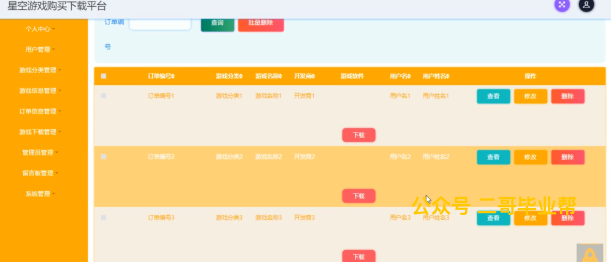 星空游戏购买下载平台
订单编
号
查询
批量删除
个人中心
用户管理
游戏分类管理
游戏信息管理
订单信息管理
游戏下载管理
管理员管理
留言板管理
系统管理
订单编号 游戏分类 游戏名称 开发商 游戏软件 用户名 用户姓名 操作
订单编号1 游戏分类1 游戏名称1 开发商1 用户名1 用户姓名1 查看 修改 删除
下载
订单编号2 游戏分类2 游戏名称2 开发商2 用户名2 用户姓名2 查看 修改 删除
下载
订单编号3 游戏分类3 游戏名称3 开发商3 用户名3 用户姓名3 查看 修改 删除
下载
公众号 二哥毕业帮